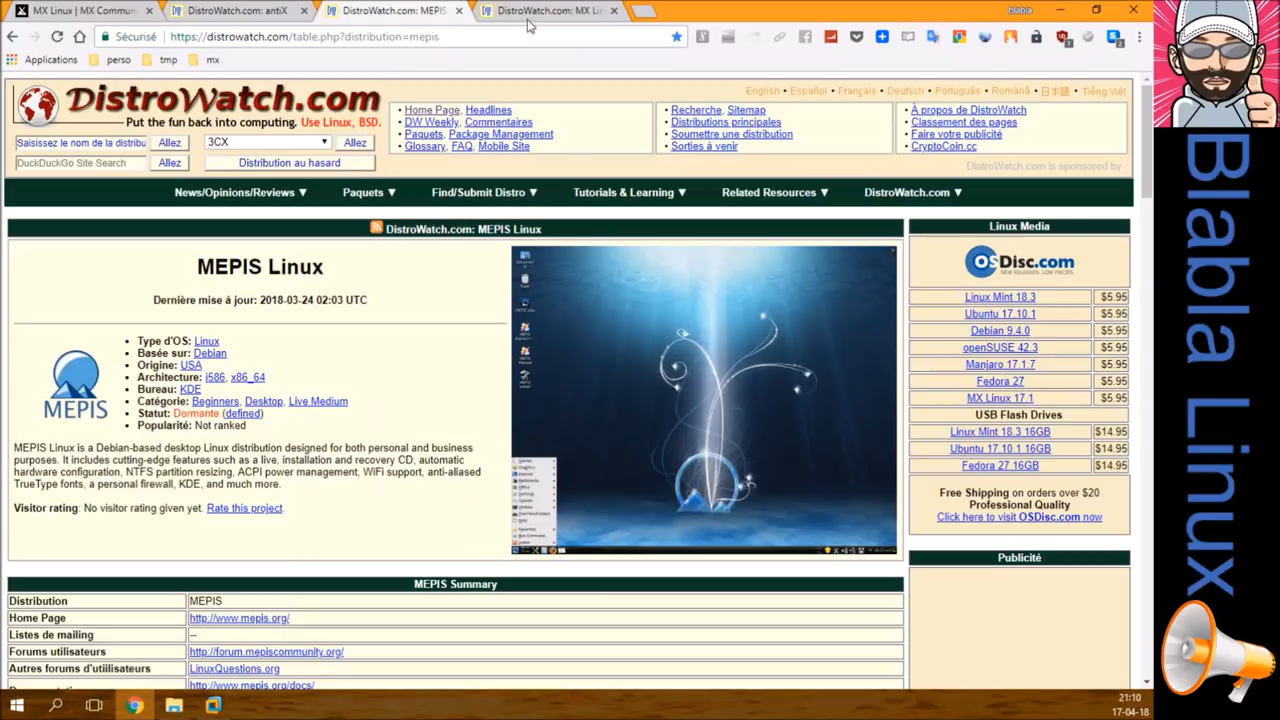 MX Linux | MX Commun
DistroWatch.com: antiX
DistroWatch.com: MEPIS
DistroWatch.com: MX Li
blabla
Sécurisé
https://distrowatch.com/table.php?distribution=mepis
Applications
perso
tmp
mx
DistroWatch.com
Put the fun back into computing. Use Linux, BSD.
Saisissez le nom de la distribu
Allez
3CX
Allez
DuckDuckGo Site Search
Allez
Distribution au hasard
• Home Page, Headlines
• DW Weekly, Commentaires
• Paquets, Package Management
• Glossary, FAQ, Mobile Site
• Recherche, Sitemap
• Distributions principales
• Soumettre une distribution
• Sorties à venir
English • Español • Français • Deutsch • Português • Română • 日本語 • Tiếng Việt
• À propos de DistroWatch
• Classement des pages
• Faire votre publicité
• CryptoCoin.cc
DistroWatch.com is sponsored by
News/Opinions/Reviews ▼
Paquets ▼
Find/Submit Distro ▼
Tutorials & Learning ▼
Related Resources ▼
DistroWatch.com ▼
DistroWatch.com: MEPIS Linux
MEPIS Linux
Dernière mise à jour: 2018-03-24 02:03 UTC
MEPIS
• Type d'OS: Linux
• Basée sur: Debian
• Origine: USA
• Architecture: i586, x86_64
• Bureau: KDE
• Catégorie: Beginners, Desktop, Live Medium
• Statut: Dormante (defined)
• Popularité: Not ranked
MEPIS Linux is a Debian-based desktop Linux distribution designed for both personal and business
purposes. It includes cutting-edge features such as a live, installation and recovery CD, automatic
hardware configuration, NTFS partition resizing, ACPI power management, WiFi support, anti-aliased
TrueType fonts, a personal firewall, KDE, and much more.
Visitor rating: No visitor rating given yet. Rate this project.
MEPIS Summary
Distribution MEPIS
Home Page http://www.mepis.org/
Listes de mailing --
Forums utilisateurs http://forum.mepiscommunity.org/
Autres forums d'utiilisateurs LinuxQuestions.org
http://www.mepis.org/docs/
Linux Media
OSDisc.com
Linux Mint 18.3 $5.95
Ubuntu 17.10.1 $5.95
Debian 9.4.0 $5.95
openSUSE 42.3 $5.95
Manjaro 17.1.7 $5.95
Fedora 27 $5.95
MX Linux 17.1 $5.95
USB Flash Drives
Linux Mint 18.3 16GB $14.95
Ubuntu 17.10.1 16GB $14.95
Fedora 27 16GB $14.95
Free Shipping on orders over $20
Professional Quality
Click here to visit OSDisc.com now
Publicité
Blabla Linux
21:10
17-04-18